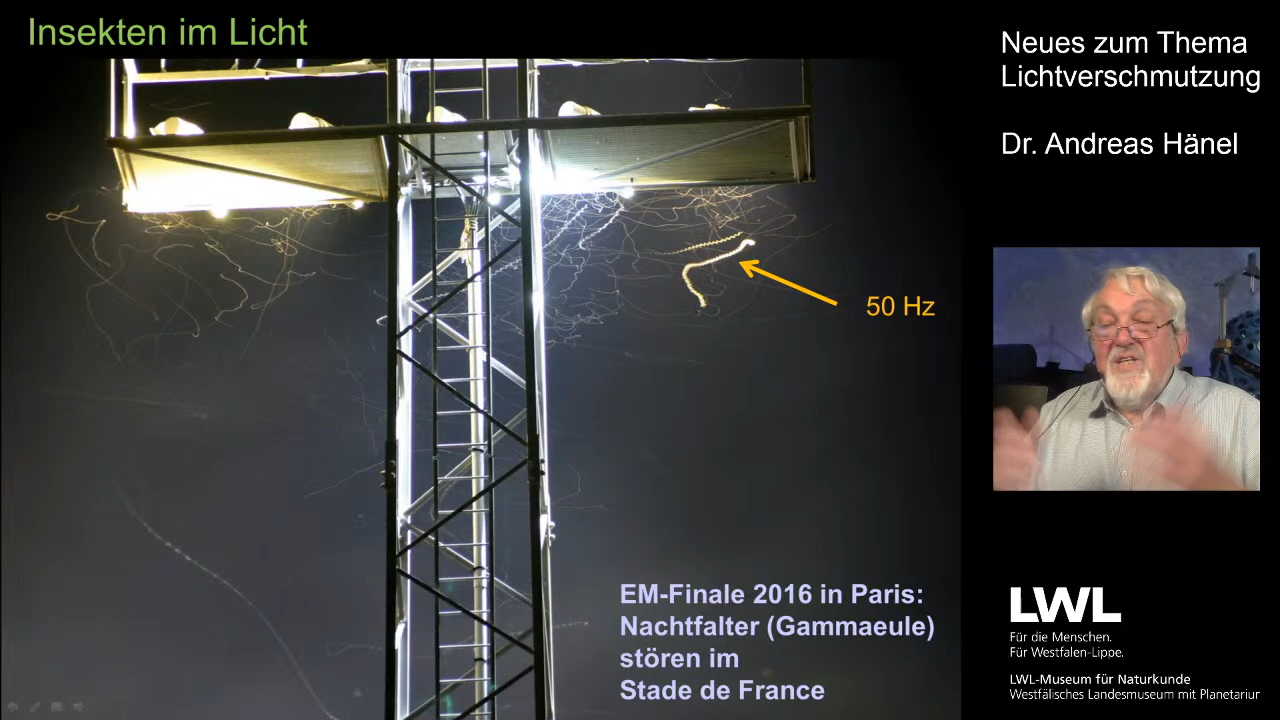 Insekten im Licht
Neues zum Thema
Lichtverschmutzung
Dr. Andreas Hänel
50 Hz
EM-Finale 2016 in Paris:
Nachtfalter (Gammaeule)
stören im
Stade de France
LWL
Für die Menschen.
Für Westfalen-Lippe.
LWL-Museum für Naturkunde
Westfälisches Landesmuseum mit Planetariur